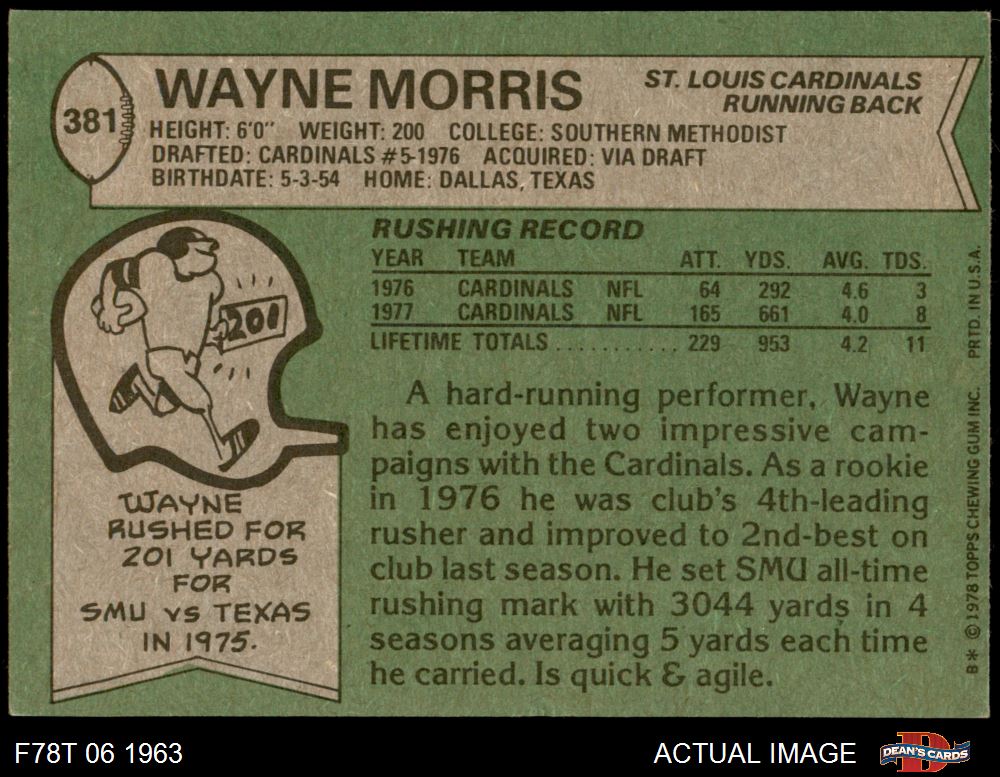 381
WAYNE MORRIS
ST. LOUIS CARDINALS
RUNNING BACK
HEIGHT: 6'0" WEIGHT: 200 COLLEGE: SOUTHERN METHODIST
DRAFTED: CARDINALS #5-1976 ACQUIRED: VIA DRAFT
BIRTHDATE: 5-3-54 HOME: DALLAS, TEXAS
201
WAYNE
RUSHED FOR
201 YARDS
FOR
SMU VS TEXAS
IN 1975.
RUSHING RECORD
YEAR TEAM ATT. YDS. AVG. TDS.
1976 CARDINALS NFL 64 292 4.6 3
1977 CARDINALS NFL 165 661 4.0 8
LIFETIME TOTALS ........... 229 953 4.2 11
A hard-running performer, Wayne
has enjoyed two impressive cam-
paigns with the Cardinals. As a rookie
in 1976 he was club's 4th-leading
rusher and improved to 2nd-best on
club last season. He set SMU all-time
rushing mark with 3044 yards in 4
seasons averaging 5 yards each time
he carried. Is quick & agile.
B* © 1978 TOPPS CHEWING GUM INC. PRTD. IN U.S.A.
F78T 06 1963
ACTUAL IMAGE
D
DEAN'S CARDS